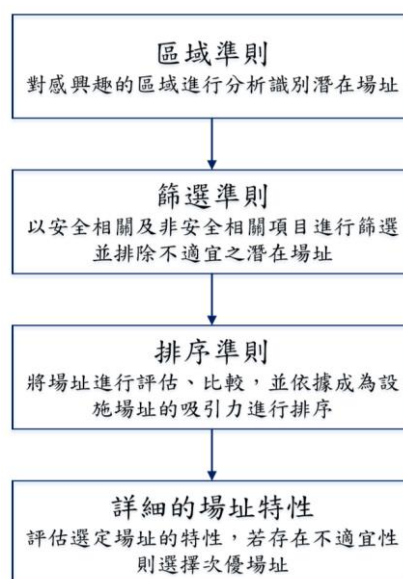 區域準則
對感興趣的區域進行分析識別潛在場址
篩選準則
以安全相關及非安全相關項目進行篩選
並排除不適宜之潛在場址
排序準則
將場址進行評估、比較，並依據成為設
施場址的吸引力進行排序
詳細的場址特性
評估選定場址的特性，若存在不適宜性
則選擇次優場址